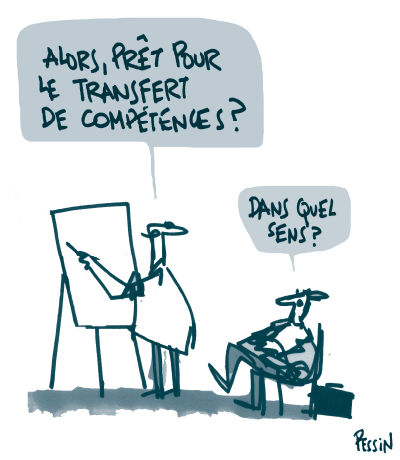 ALORS, PRÊT POUR
LE TRANSFERT
DE COMPÉTENCES?
DANS QUEL
SENS?
PESSIN